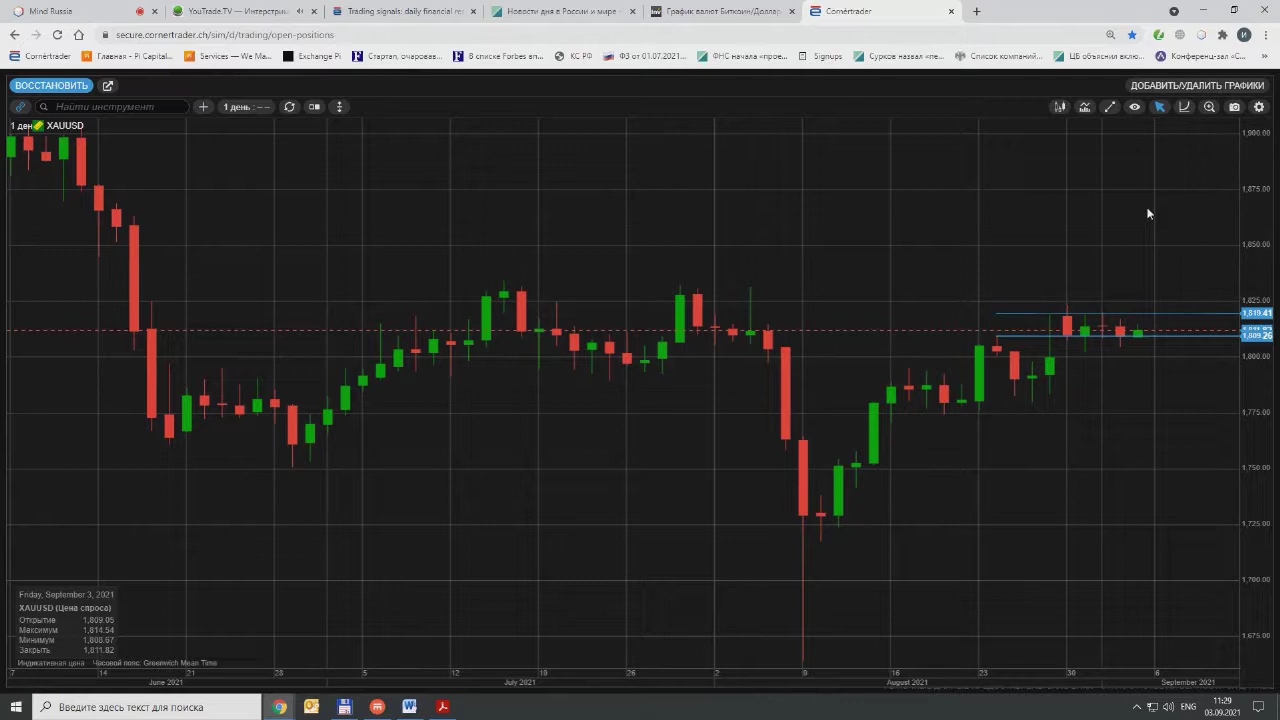 Mind Russia
YouTrade.TV — Интерстрин
Trading signals: daily financial re
Новости дня в России и мире —
График валют Биткоин/Доллар
Cornèrtrader
secure.cornertrader.ch/sim/d/trading/open-positions
Cornèrtrader
Главная - Pi Capital...
Services — We Ma...
Exchange Pi
Стартап, очаровав...
В списке Forbes вп...
КС РФ
ФЗ от 01.07.2021...
ФНС начала «прое...
Signups
Сурков назвал «пе...
Список компаний...
ЦБ объяснил включ...
Конференц-зал «С...
ВОССТАНОВИТЬ
ДОБАВИТЬ/УДАЛИТЬ ГРАФИКИ
Найти инструмент
1 день : – –
1 ден XAUUSD
1,900.00
1,875.00
1,850.00
1,825.00
1,819.41
1,809.26
1,800.00
1,775.00
1,750.00
1,725.00
1,700.00
1,675.00
Friday, September 3, 2021
XAUUSD (Цена спроса)
Открытие 1,809.05
Максимум 1,814.54
Минимум 1,808.67
Закрыть 1,811.82
Индикативная цена Часовой пояс: Greenwich Mean Time
7 14 21 28 5 12 19 26 2 9 16 23 30 6
June 2021 July 2021 August 2021 September 2021
Введите здесь текст для поиска
ENG
11:29
03.09.2021